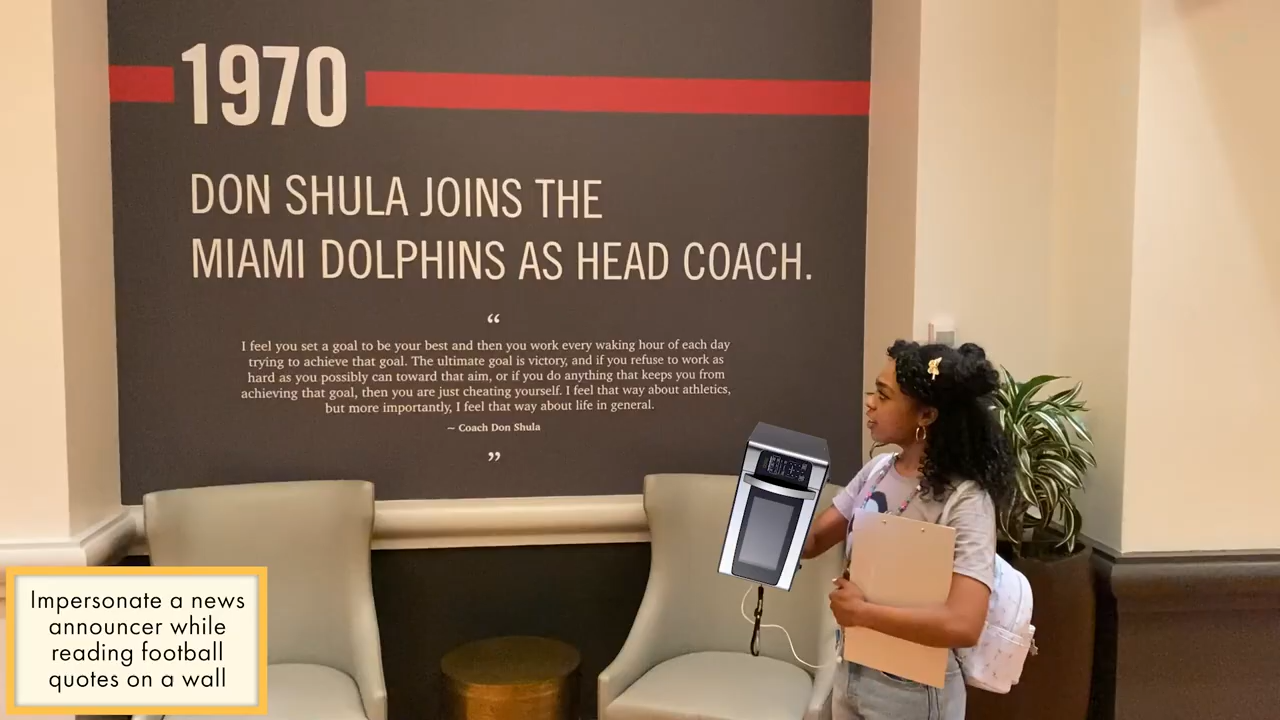 1970
DON SHULA JOINS THE
MIAMI DOLPHINS AS HEAD COACH.
“
I feel you set a goal to be your best and then you work every waking hour of each day
trying to achieve that goal. The ultimate goal is victory, and if you refuse to work as
hard as you possibly can toward that aim, or if you do anything that keeps you from
achieving that goal, then you are just cheating yourself. I feel that way about athletics,
but more importantly, I feel that way about life in general.
~ Coach Don Shula
”
Impersonate a news
announcer while
reading football
quotes on a wall